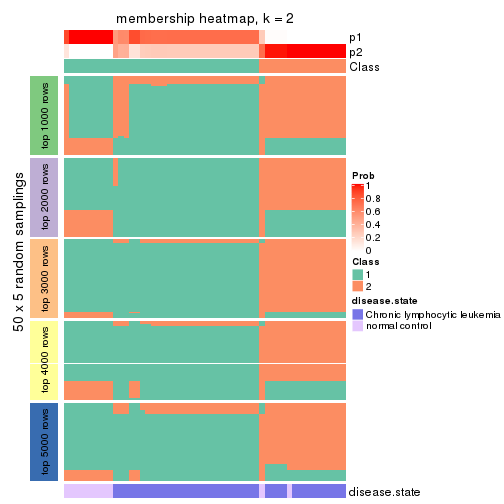 membership heatmap, k = 2
p1
p2
Class
50 x 5 random samplings
top 1000 rows
top 2000 rows
top 3000 rows
top 4000 rows
top 5000 rows
Prob
1
0.8
0.6
0.4
0.2
0
Class
1
2
disease.state
Chronic lymphocytic leukemia
normal control
disease.state